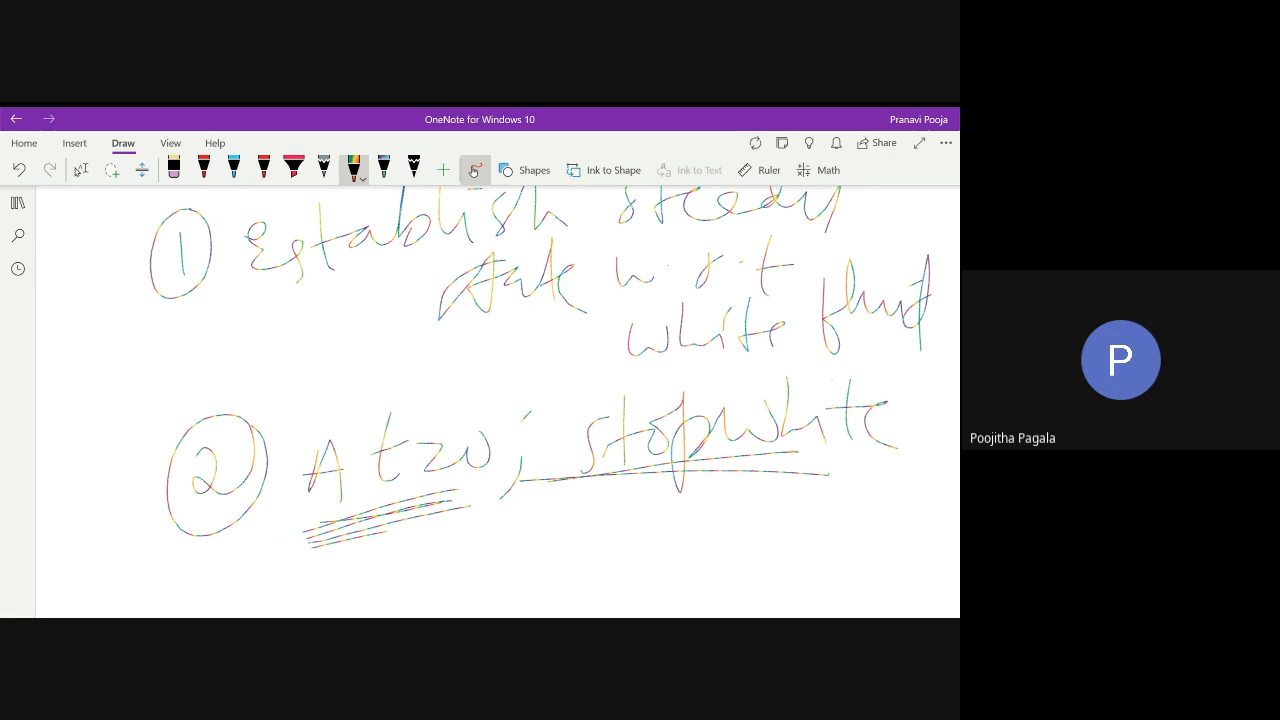 OneNote for Windows 10
Pranavi Pooja
Home Insert Draw View Help
Share
Shapes Ink to Shape Ink to Text Ruler Math
① Establish steady
state w.r.t
white fluid
② At t=0, stop white
P
Poojitha Pagala